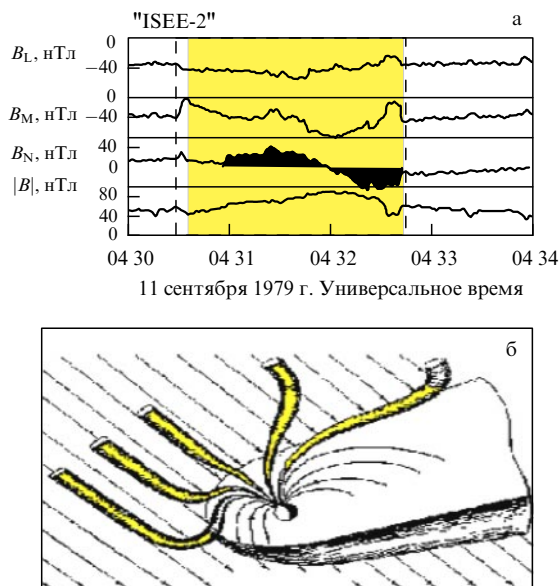 "ISEE-2"
а
B_L, нТл
0
−40
B_M, нТл
−40
B_N, нТл
40
0
|B|, нТл
80
40
0
04 30 04 31 04 32 04 33 04 34
11 сентября 1979 г. Универсальное время
б